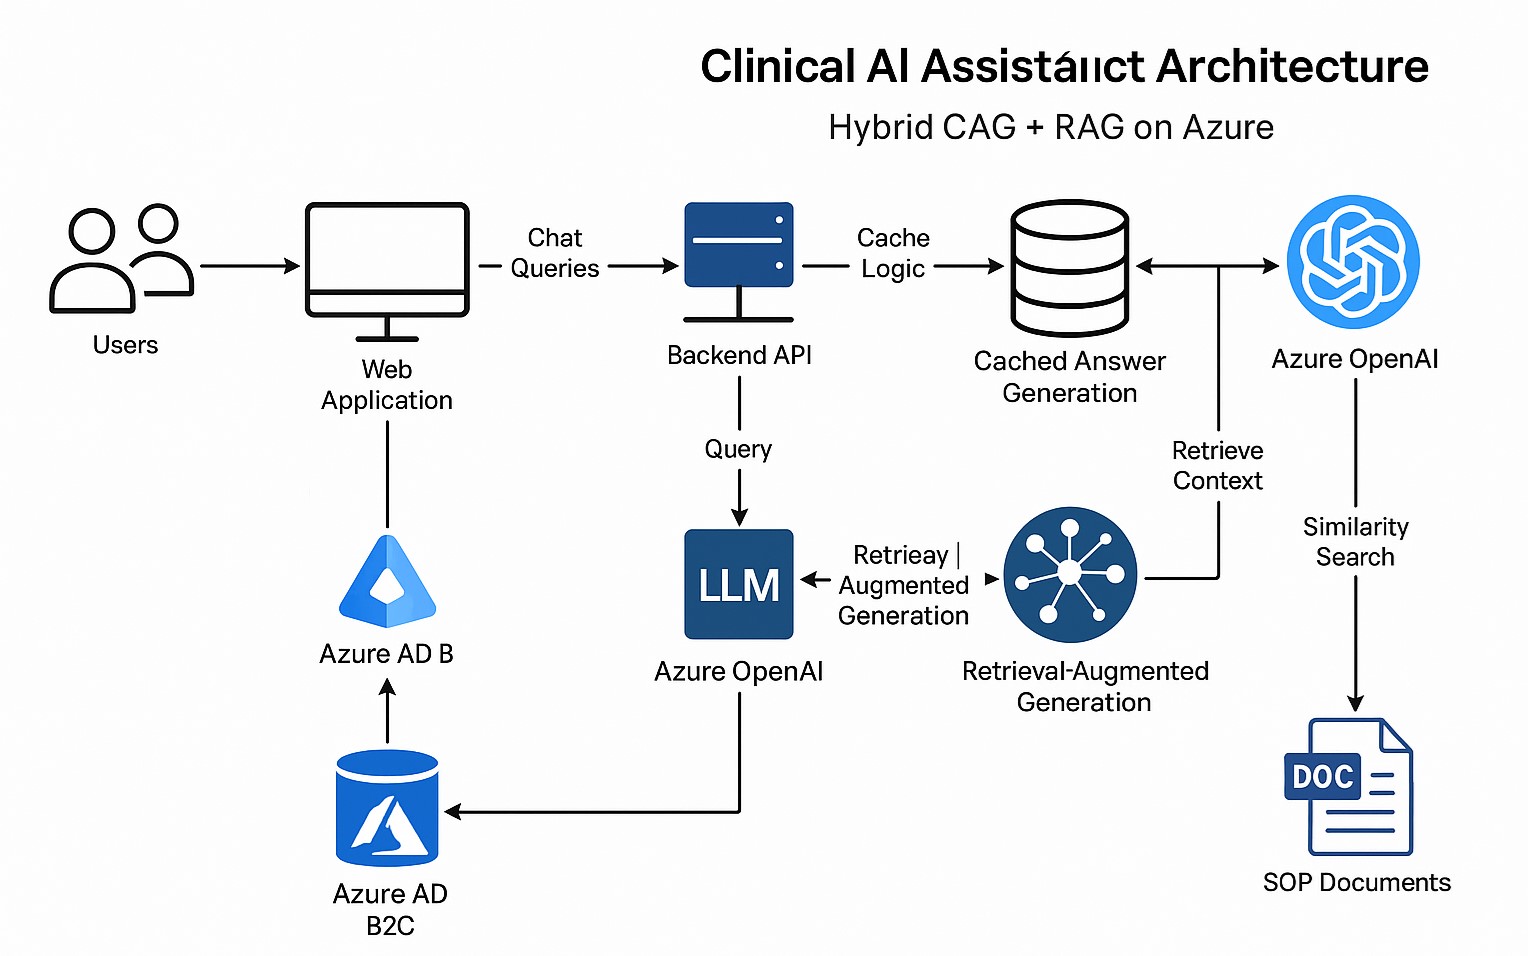 Clinical AI Assistáııct Architecture
Hybrid CAG + RAG on Azure
Users
Web
Application
Chat
Queries
Backend API
Cache
Logic
Cached Answer
Generation
Azure OpenAI
Query
Retrieve
Context
Similarity
Search
LLM
Azure OpenAI
Retrieay |
Augmented
Generation
Retrieval-Augmented
Generation
Azure AD B
Azure AD
B2C
DOC
SOP Documents